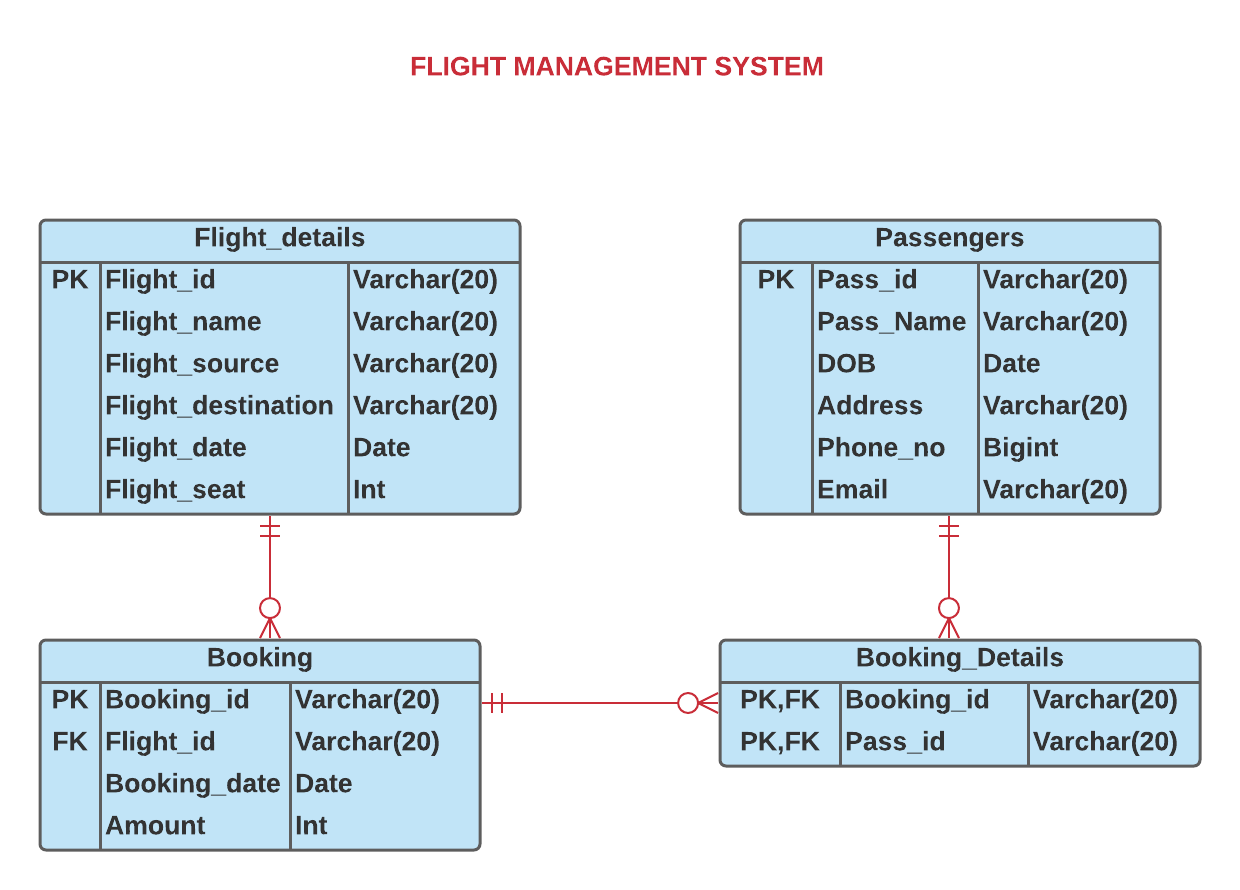 FLIGHT MANAGEMENT SYSTEM
Flight_details
PK Flight_id Varchar(20)
Flight_name Varchar(20)
Flight_source Varchar(20)
Flight_destination Varchar(20)
Flight_date Date
Flight_seat Int
Passengers
PK Pass_id Varchar(20)
Pass_Name Varchar(20)
DOB Date
Address Varchar(20)
Phone_no Bigint
Email Varchar(20)
Booking
PK Booking_id Varchar(20)
FK Flight_id Varchar(20)
Booking_date Date
Amount Int
Booking_Details
PK,FK Booking_id Varchar(20)
PK,FK Pass_id Varchar(20)